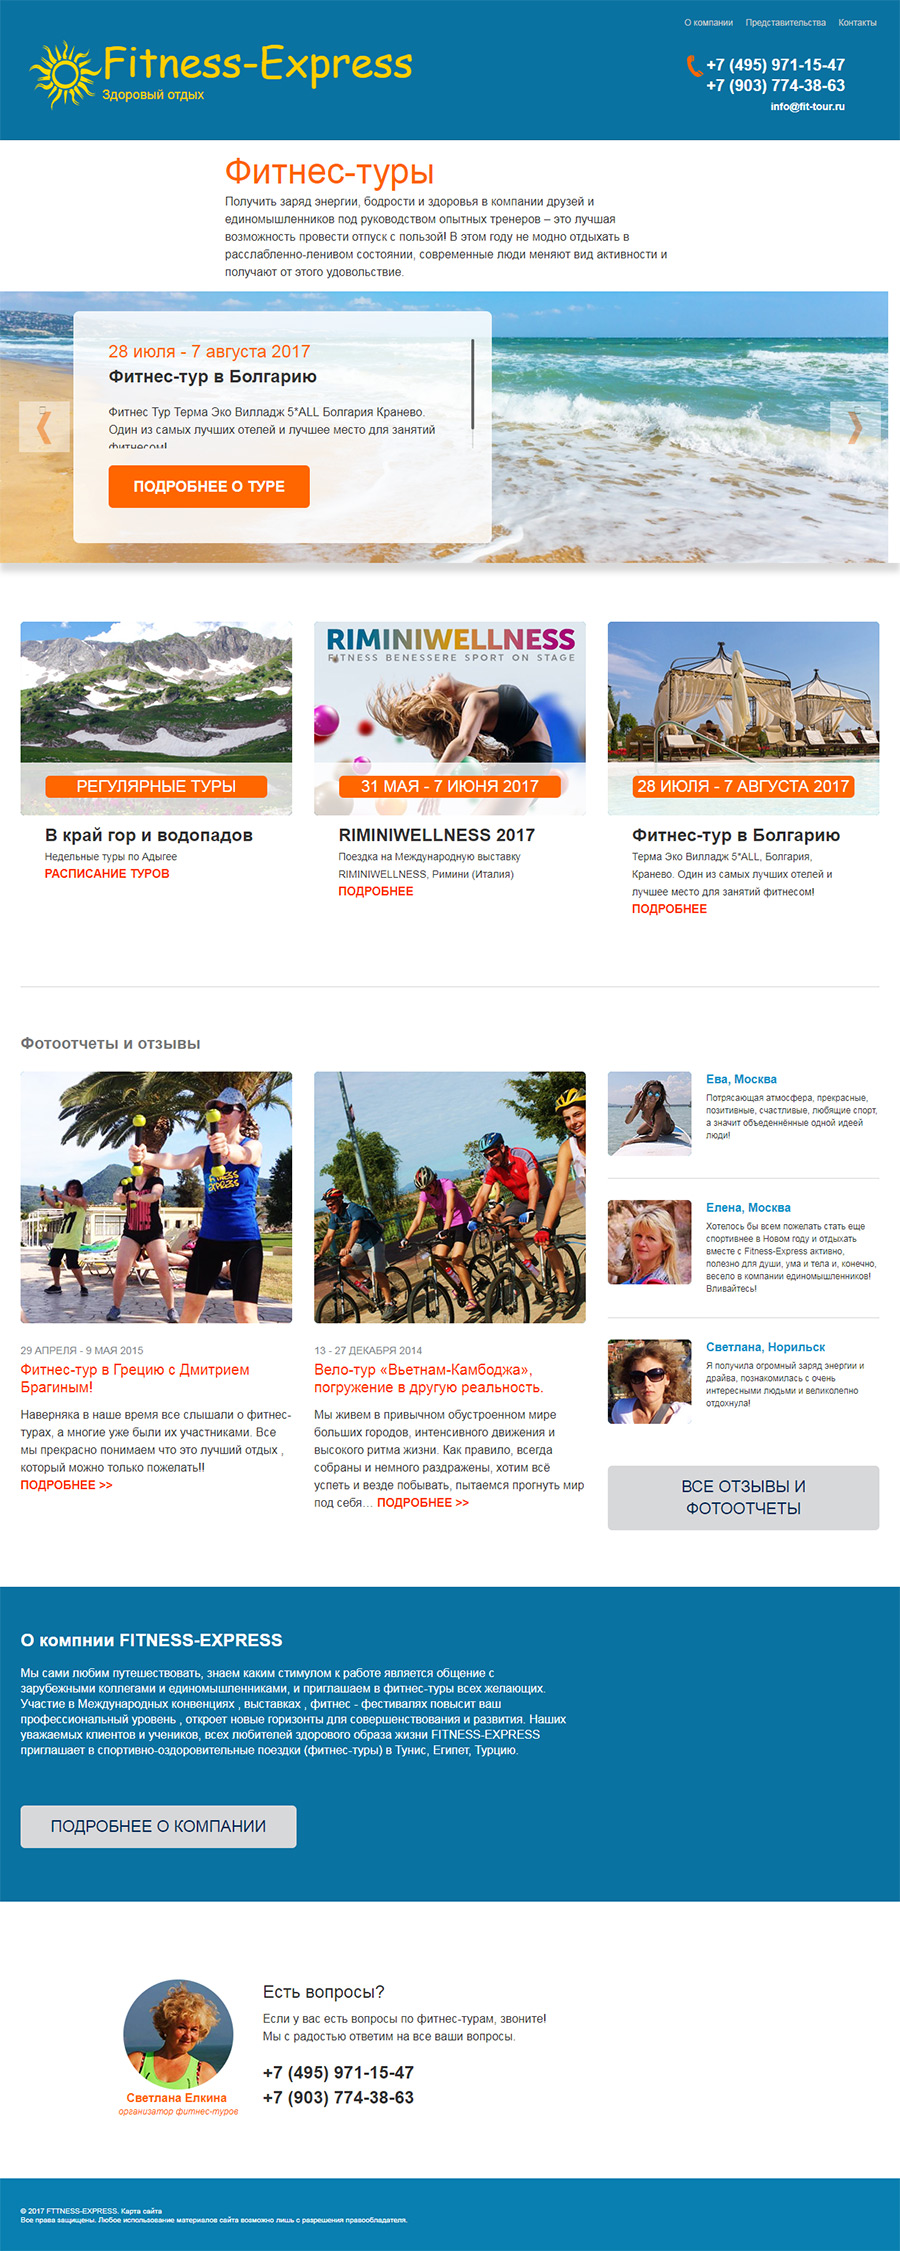 О компании Представительства Контакты
Fitness-Express
Здоровый отдых
+7 (495) 971-15-47
+7 (903) 774-38-63
info@fit-tour.ru
Фитнес-туры
Получить заряд энергии, бодрости и здоровья в компании друзей и
единомышленников под руководством опытных тренеров – это лучшая
возможность провести отпуск с пользой! В этом году не модно отдыхать в
расслабленно-ленивом состоянии, современные люди меняют вид активности и
получают от этого удовольствие.
28 июля - 7 августа 2017
Фитнес-тур в Болгарию
Фитнес Тур Терма Эко Вилладж 5*ALL Болгария Кранево.
Один из самых лучших отелей и лучшее место для занятий
фитнесом!
ПОДРОБНЕЕ О ТУРЕ
РЕГУЛЯРНЫЕ ТУРЫ
В край гор и водопадов
Недельные туры по Адыгее
РАСПИСАНИЕ ТУРОВ
RIMINIWELLNESS
FITNESS BENESSERE SPORT ON STAGE
31 МАЯ - 7 ИЮНЯ 2017
RIMINIWELLNESS 2017
Поездка на Международную выставку
RIMINIWELLNESS, Римини (Италия)
ПОДРОБНЕЕ
28 ИЮЛЯ - 7 АВГУСТА 2017
Фитнес-тур в Болгарию
Терма Эко Вилладж 5*ALL, Болгария,
Кранево. Один из самых лучших отелей и
лучшее место для занятий фитнесом!
ПОДРОБНЕЕ
Фотоотчеты и отзывы
FITNESS
EXPRESS
29 АПРЕЛЯ - 9 МАЯ 2015
Фитнес-тур в Грецию с Дмитрием
Брагиным!
Наверняка в наше время все слышали о фитнес-
турах, а многие уже были их участниками. Все
мы прекрасно понимаем что это лучший отдых ,
который можно только пожелать!!
ПОДРОБНЕЕ >>
13 - 27 ДЕКАБРЯ 2014
Вело-тур «Вьетнам-Камбоджа»,
погружение в другую реальность.
Мы живем в привычном обустроенном мире
больших городов, интенсивного движения и
высокого ритма жизни. Как правило, всегда
собраны и немного раздражены, хотим всё
успеть и везде побывать, пытаемся прогнуть мир
под себя... ПОДРОБНЕЕ >>
Ева, Москва
Потрясающая атмосфера, прекрасные,
позитивные, счастливые, любящие спорт,
а значит объеденнённые одной идеей
люди!
Елена, Москва
Хотелось бы всем пожелать стать еще
спортивнее в Новом году и отдыхать
вместе с Fitness-Express активно,
полезно для души, ума и тела и, конечно,
весело в компании единомышленников!
Вливайтесь!
Светлана, Норильск
Я получила огромный заряд энергии и
драйва, познакомилась с очень
интересными людьми и великолепно
отдохнула!
ВСЕ ОТЗЫВЫ И
ФОТООТЧЕТЫ
О компнии FITNESS-EXPRESS
Мы сами любим путешествовать, знаем каким стимулом к работе является общение с
зарубежными коллегами и единомышленниками, и приглашаем в фитнес-туры всех желающих.
Участие в Международных конвенциях , выставках , фитнес - фестивалях повысит ваш
профессиональный уровень , откроет новые горизонты для совершенствования и развития. Наших
уважаемых клиентов и учеников, всех любителей здорового образа жизни FITNESS-EXPRESS
приглашает в спортивно-оздоровительные поездки (фитнес-туры) в Тунис, Египет, Турцию.
ПОДРОБНЕЕ О КОМПАНИИ
Есть вопросы?
Если у вас есть вопросы по фитнес-турам, звоните!
Мы с радостью ответим на все ваши вопросы.
+7 (495) 971-15-47
+7 (903) 774-38-63
Светлана Елкина
организатор фитнес-туров
© 2017 FTTNESS-EXPRESS. Карта сайта
Все права защищены. Любое использование материалов сайта возможно лишь с разрешения правообладателя.